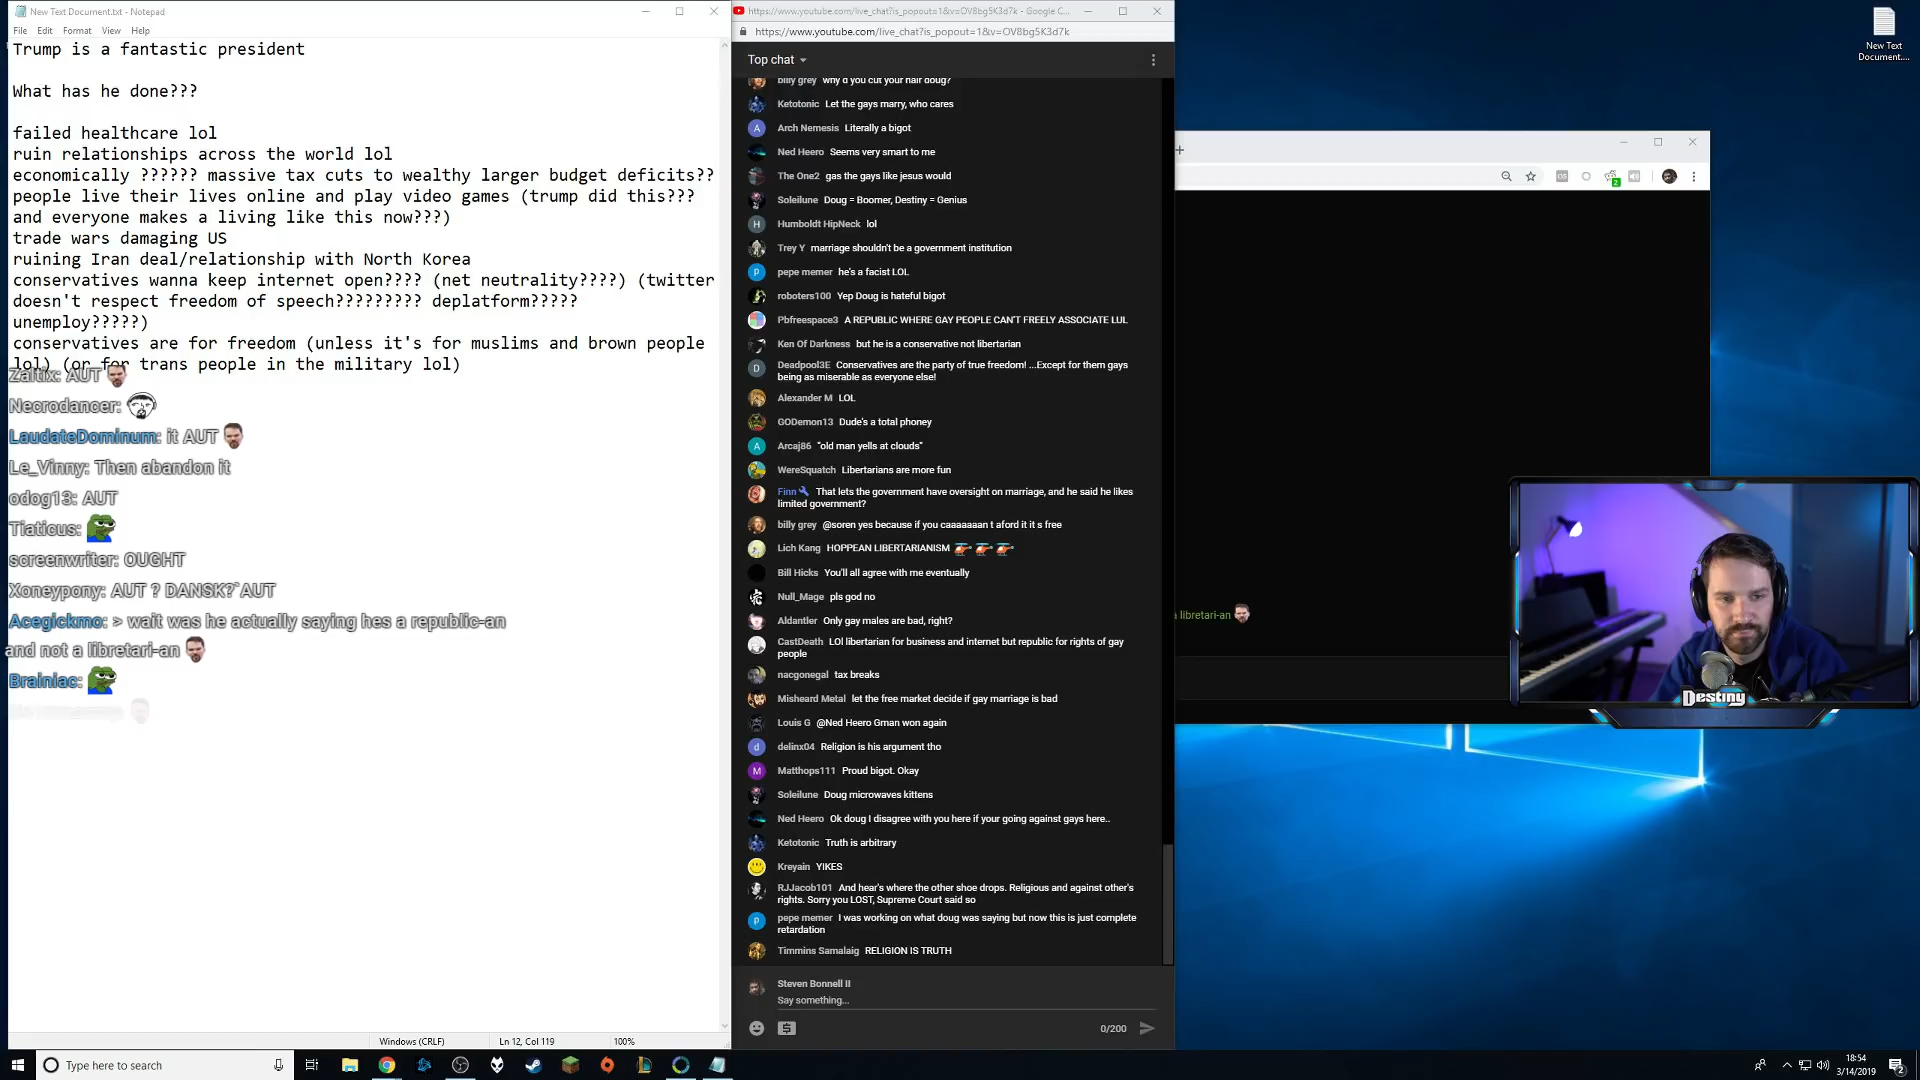 New Text Document.txt - Notepad
File Edit Format View Help
Trump is a fantastic president
What has he done???
failed healthcare lol
ruin relationships across the world lol
economically ?????? massive tax cuts to wealthy larger budget deficits??
people live their lives online and play video games (trump did this???
and everyone makes a living like this now???)
trade wars damaging US
ruining Iran deal/relationship with North Korea
conservatives wanna keep internet open???? (net neutrality????) (twitter
doesn't respect freedom of speech????????? deplatform?????
unemploy?????)
conservatives are for freedom (unless it's for muslims and brown people
lol) (or for trans people in the military lol)
Zaltix: AUT
Necrodancer:
LaudateDominum: it AUT
Le_Vinny: Then abandon it
odog13: AUT
Tiaticus:
screenwriter: OUGHT
Xoneypony: AUT ? DANSK?`AUT
Acegickmo: > wait was he actually saying hes a republic-an
and not a libretari-an
Brainiac:
Windows (CRLF) Ln 12, Col 119 100%
https://www.youtube.com/live_chat?is_popout=1&v=OV8bg5K3d7k - Google C...
https://www.youtube.com/live_chat?is_popout=1&v=OV8bg5K3d7k
Top chat
billy grey why d you cut your hair doug?
Ketotonic Let the gays marry, who cares
A Arch Nemesis Literally a bigot
Ned Heero Seems very smart to me
The One2 gas the gays like jesus would
Soleilune Doug = Boomer, Destiny = Genius
H Humboldt HipNeck lol
Trey Y marriage shouldn't be a government institution
p pepe memer he's a facist LOL
roboters100 Yep Doug is hateful bigot
Pbfreespace3 A REPUBLIC WHERE GAY PEOPLE CAN'T FREELY ASSOCIATE LUL
Ken Of Darkness but he is a conservative not libertarian
D Deadpool3E Conservatives are the party of true freedom! ...Except for them gays
being as miserable as everyone else!
Alexander M LOL
GODemon13 Dude's a total phoney
A Arcaj86 "old man yells at clouds"
WereSquatch Libertarians are more fun
Finn That lets the government have oversight on marriage, and he said he likes
limited government?
billy grey @soren yes because if you caaaaaaan t aford it it s free
Lich Kang HOPPEAN LIBERTARIANISM
Bill Hicks You'll all agree with me eventually
Null_Mage pls god no
Aldantler Only gay males are bad, right?
CastDeath LOl libertarian for business and internet but republic for rights of gay
people
nacgonegal tax breaks
Misheard Metal let the free market decide if gay marriage is bad
Louis G @Ned Heero Gman won again
d delinx04 Religion is his argument tho
M Matthops111 Proud bigot. Okay
Soleilune Doug microwaves kittens
Ned Heero Ok doug I disagree with you here if your going against gays here..
Ketotonic Truth is arbitrary
Kreyain YIKES
RJJacob101 And hear's where the other shoe drops. Religious and against other's
rights. Sorry you LOST, Supreme Court said so
p pepe memer I was working on what doug was saying but now this is just complete
retardation
Timmins Samalaig RELIGION IS TRUTH
Steven Bonnell II
Say something...
0/200
a libretari-an
Destiny
New Text
Document....
Type here to search
18:54
3/14/2019
2